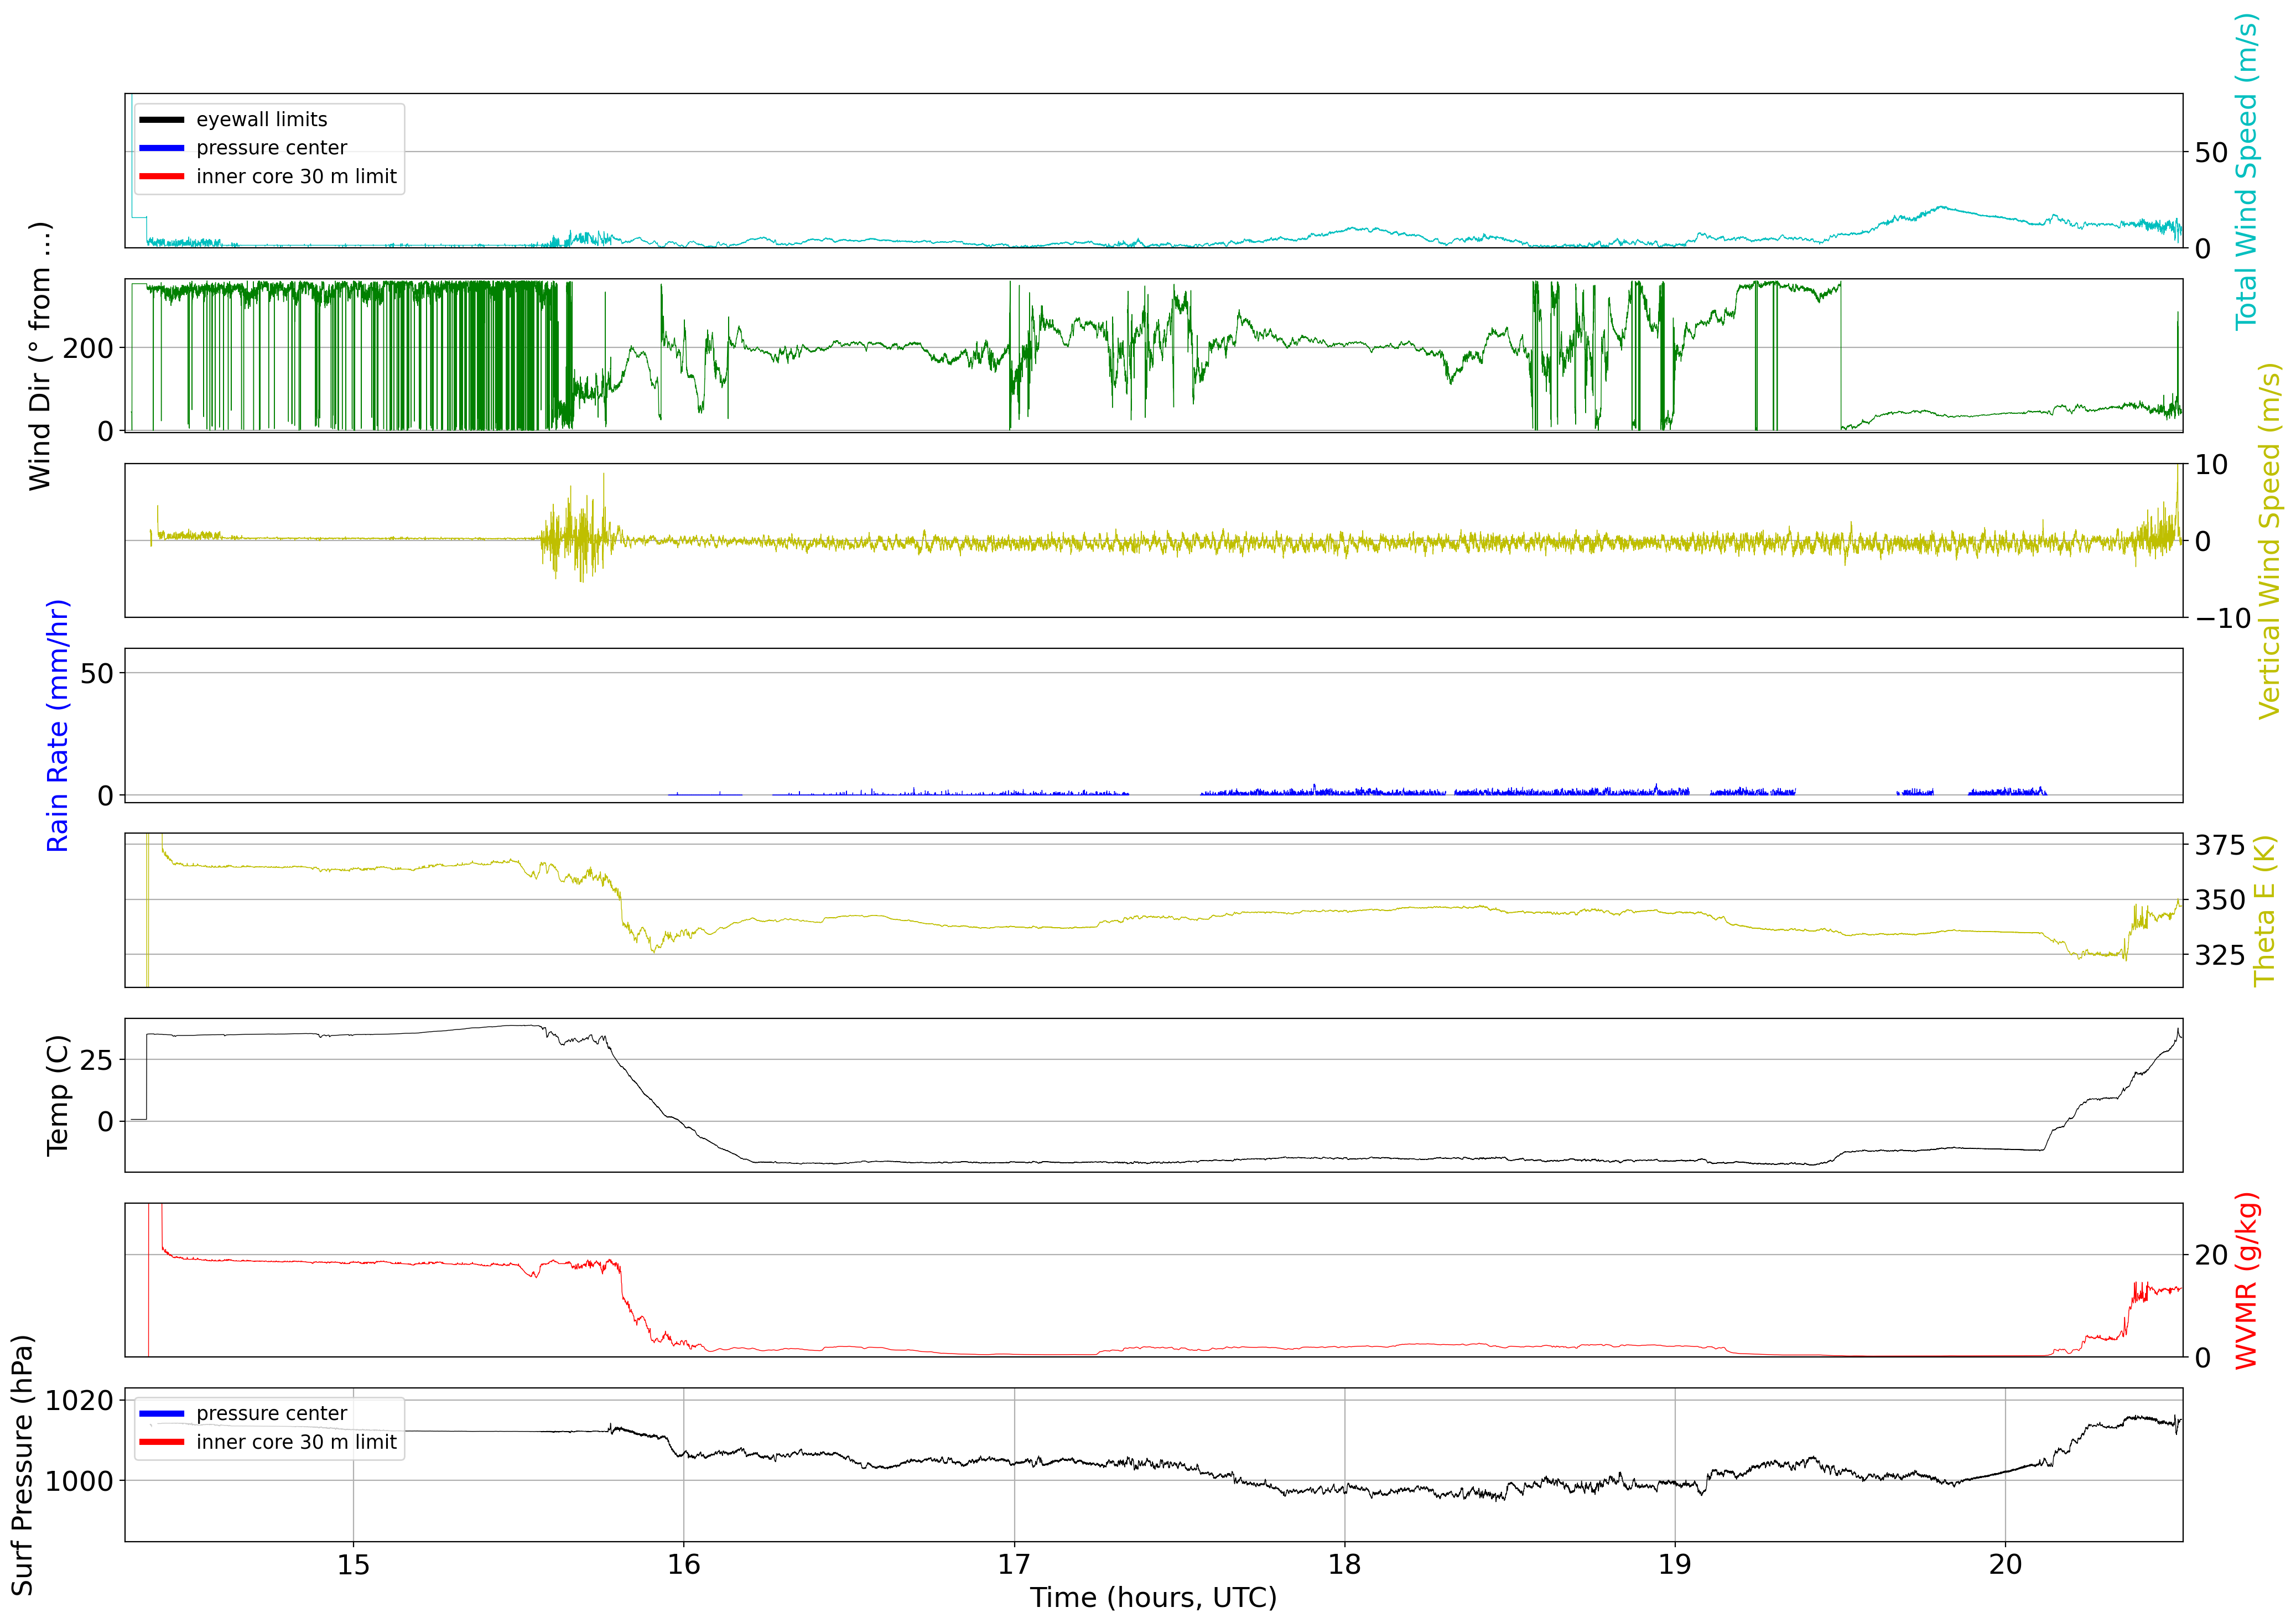 Total Wind Speed (m/s)
eyewall limits
pressure center
inner core 30 m limit
50
0
Wind Dir (° from ...)
200
0
10
0
−10
Vertical Wind Speed (m/s)
Rain Rate (mm/hr)
50
0
375
350
325
Theta E (K)
Temp (C)
25
0
20
0
WVMR (g/kg)
Surf Pressure (hPa)
1020
1000
pressure center
inner core 30 m limit
15 16 17 18 19 20
Time (hours, UTC)